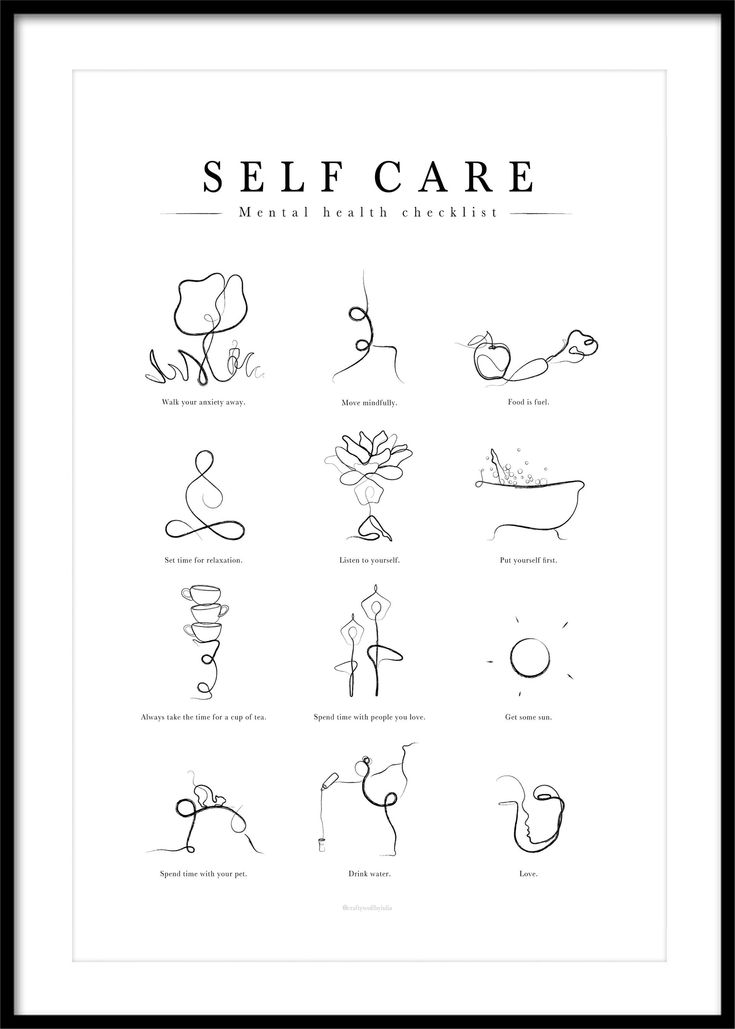 SELF CARE
Mental health checklist
Walk your anxiety away.
Move mindfully.
Food is fuel.
Set time for relaxation.
Listen to yourself.
Put yourself first.
Always take the time for a cup of tea.
Spend time with people you love.
Get some sun.
Spend time with your pet.
Drink water.
Love.